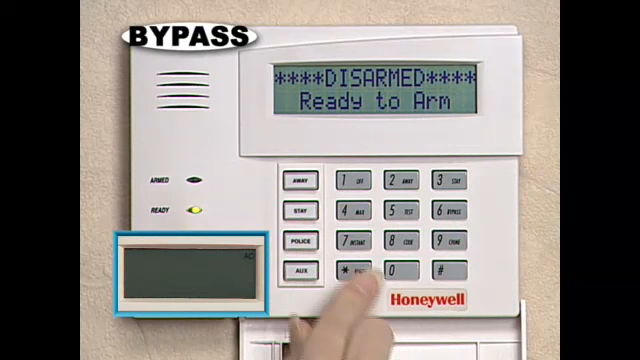 BYPASS
****DISARMED****
Ready to Arm
ARMED
READY
AWAY
STAY
POLICE
AUX
1 OFF
2 AWAY
3 STAY
4 MAX
5 TEST
6 BYPASS
7 INSTANT
8 CODE
9 CHIME
*
0
#
AC
Honeywell